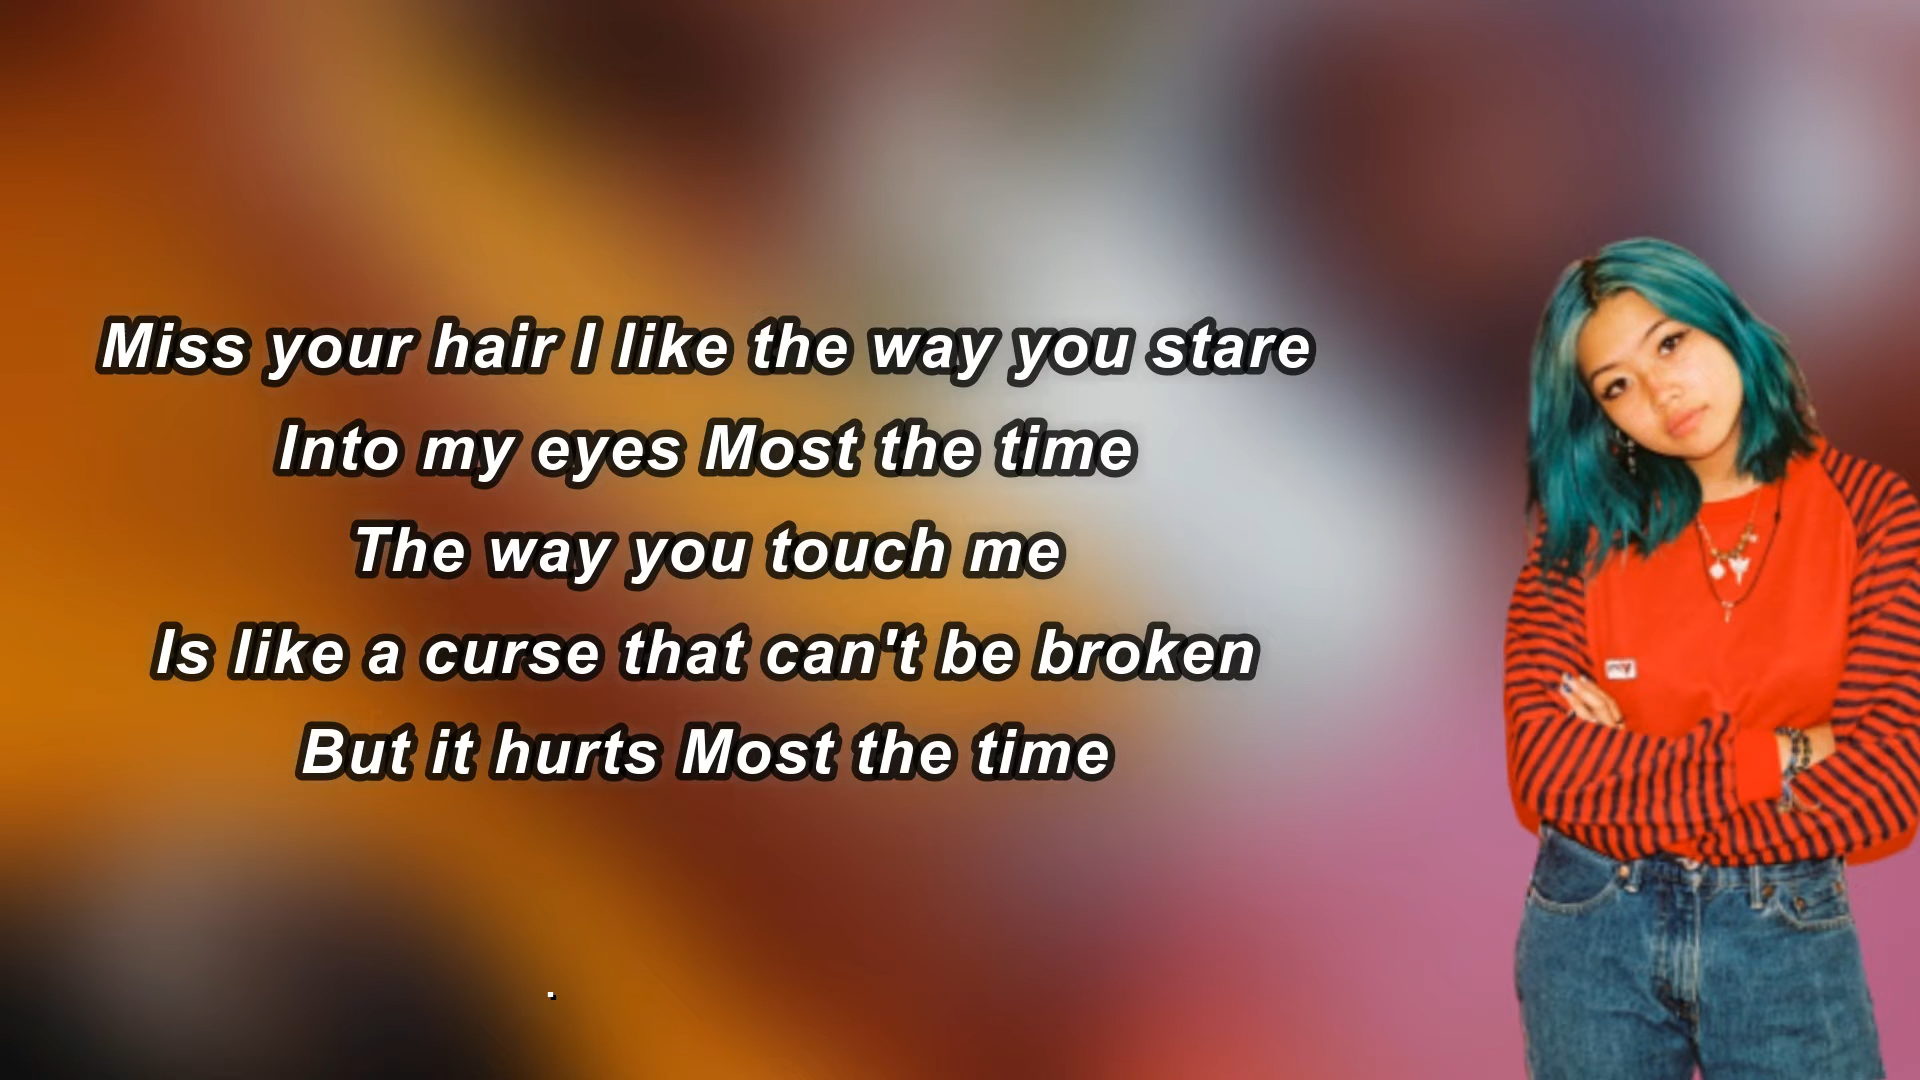 Miss your hair I like the way you stare
Into my eyes Most the time
The way you touch me
Is like a curse that can't be broken
But it hurts Most the time